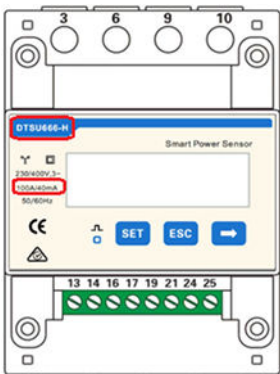 3 6 9 10
DTSU666-H
Smart Power Sensor
230/400V,3~
100A/40mA
50/60Hz
CE
SET ESC
13 14 16 17 19 21 24 25